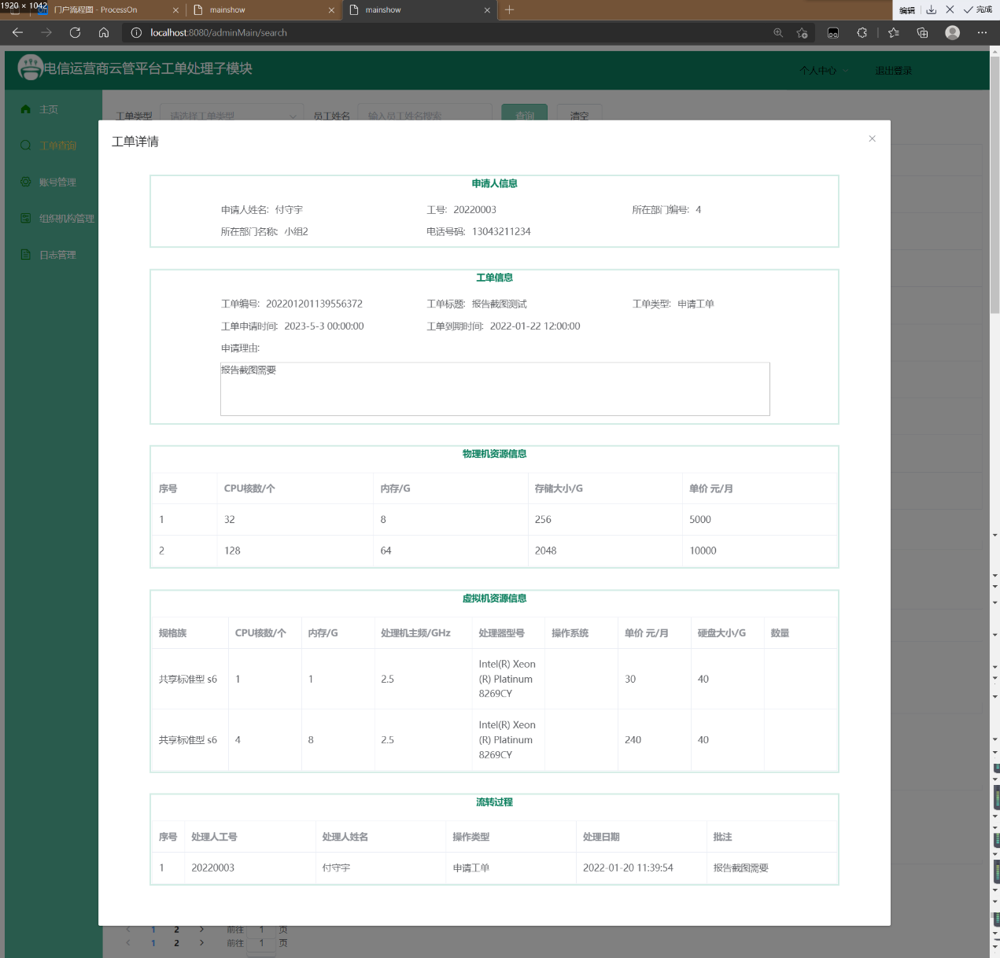 1920 × 1042
门户流程图 - ProcessOn
mainshow
mainshow
编辑
完成
localhost:8080/adminMain/search
电信运营商云管平台工单处理子模块
个人中心
退出登录
主页
工单查询
账号管理
组织机构管理
日志管理
工单类型
请选择工单类型
员工姓名
输入员工姓名搜索
查询
清空
工单详情
申请人信息
申请人姓名: 付守宇
工号: 20220003
所在部门编号: 4
所在部门名称: 小组2
电话号码: 13043211234
工单信息
工单编号: 202201201139556372
工单标题: 报告截图测试
工单类型: 申请工单
工单申请时间: 2023-5-3 00:00:00
工单到期时间: 2022-01-22 12:00:00
申请理由:
报告截图需要
物理机资源信息
序号 CPU核数/个 内存/G 存储大小/G 单价 元/月
1 32 8 256 5000
2 128 64 2048 10000
虚拟机资源信息
规格族 CPU核数/个 内存/G 处理机主频/GHz 处理器型号 操作系统 单价 元/月 硬盘大小/G 数量
共享标准型 s6 1 1 2.5 Intel(R) Xeon
(R) Platinum
8269CY 30 40
共享标准型 s6 4 8 2.5 Intel(R) Xeon
(R) Platinum
8269CY 240 40
流转过程
序号 处理人工号 处理人姓名 操作类型 处理日期 批注
1 20220003 付守宇 申请工单 2022-01-20 11:39:54 报告截图需要
1 2 前往 1 页
1 2 前往 1 页